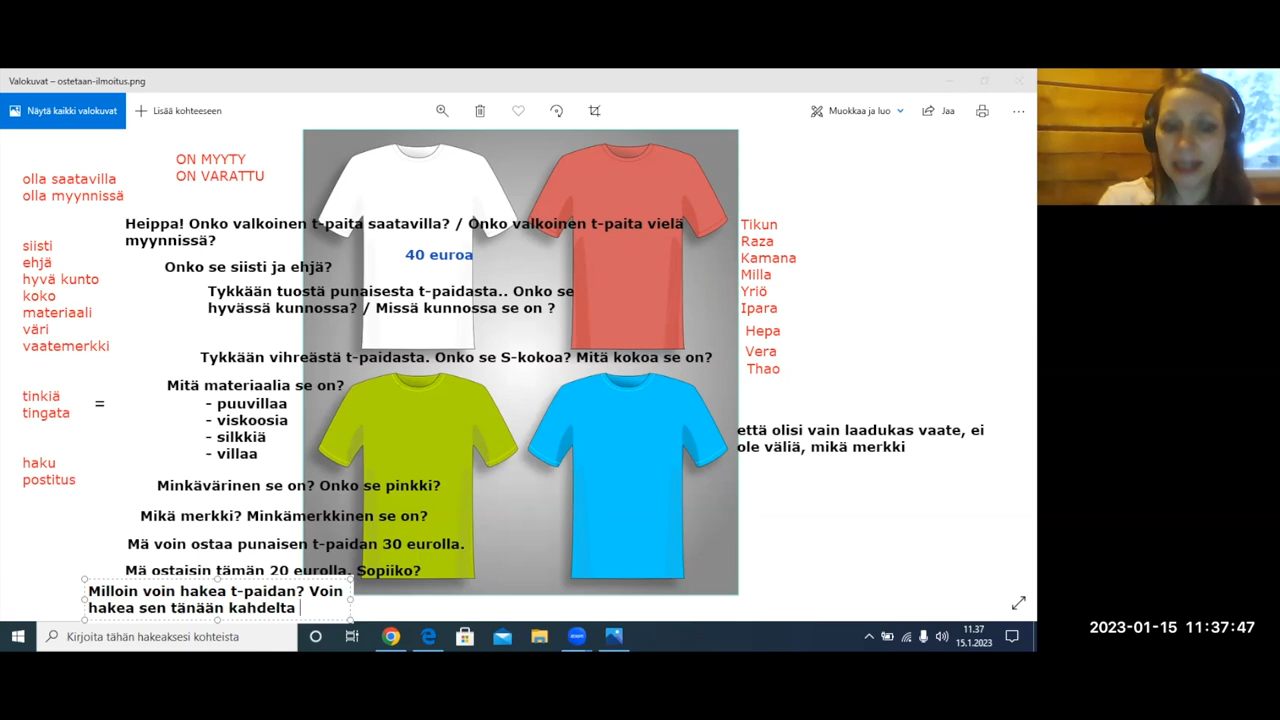 Valokuvat – ostetaan-ilmoitus.png
Näytä kaikki valokuvat
Lisää kohteeseen
Muokkaa ja luo
Jaa
ON MYYTY
ON VARATTU
olla saatavilla
olla myynnissä
Heippa! Onko valkoinen t-paita saatavilla? / Onko valkoinen t-paita vielä
myynnissä?
siisti
ehjä
hyvä kunto
koko
materiaali
väri
vaatemerkki
40 euroa
Onko se siisti ja ehjä?
Tykkään tuostä punaisesta t-paidasta.. Onko se
hyvässä kunnossa? / Missä kunnossa se on ?
Tikun
Raza
Kamana
Milla
Yriö
Ipara
Hepa
Vera
Thao
Tykkään vihreästä t-paidasta. Onko se S-kokoa? Mitä kokoa se on?
tinkiä
tingata
=
Mitä materiaalia se on?
- puuvillaa
- viskoosia
- silkkiä
- villaa
että olisi vain laadukas vaate, ei
ole väliä, mikä merkki
haku
postitus
Minkävärinen se on? Onko se pinkki?
Mikä merkki? Minkämerkkinen se on?
Mä voin ostaa punaisen t-paidan 30 eurolla.
Mä ostaisin tämän 20 eurolla. Sopiiko?
Milloin voin hakea t-paidan? Voin
hakea sen tänään kahdelta
Kirjoita tähän hakeaksesi kohteista
zoom
11.37
15.1.2023
2023-01-15 11:37:47